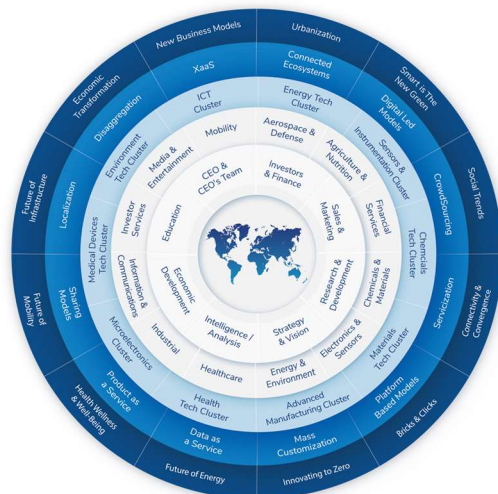 New Business Models
Urbanization
Smart is The
New Green
Social Trends
Connectivity &
Convergence
Bricks & Clicks
Innovating to Zero
Future of Energy
Health Wellness
& Well-Being
Future of
Mobility
Future of
Infrastructure
Economic
Transformation
XaaS
Connected
Ecosystems
Digital Led
Models
CrowdSourcing
Servicization
Platform
Based Models
Mass
Customization
Data as
a Service
Product as
a Service
Sharing
Models
Localization
Disaggregation
ICT
Cluster
Energy Tech
Cluster
Sensors &
Instrumentation Cluster
Chemcials
Tech Cluster
Materials
Tech Cluster
Advanced
Manufacturing Cluster
Health
Tech Cluster
Microelectronics
Cluster
Medical Devices
Tech Cluster
Environment
Tech Cluster
Mobility
Aerospace &
Defense
Agriculture &
Nutrition
Financial
Services
Chemicals &
Materials
Electronics &
Sensors
Energy &
Environment
Healthcare
Industrial
Information &
Communications
Investor
Services
Media &
Entertainment
CEO &
CEO's Team
Investors
& Finance
Sales &
Marketing
Research &
Development
Strategy
& Vision
Intelligence /
Analysis
Economic
Development
Education